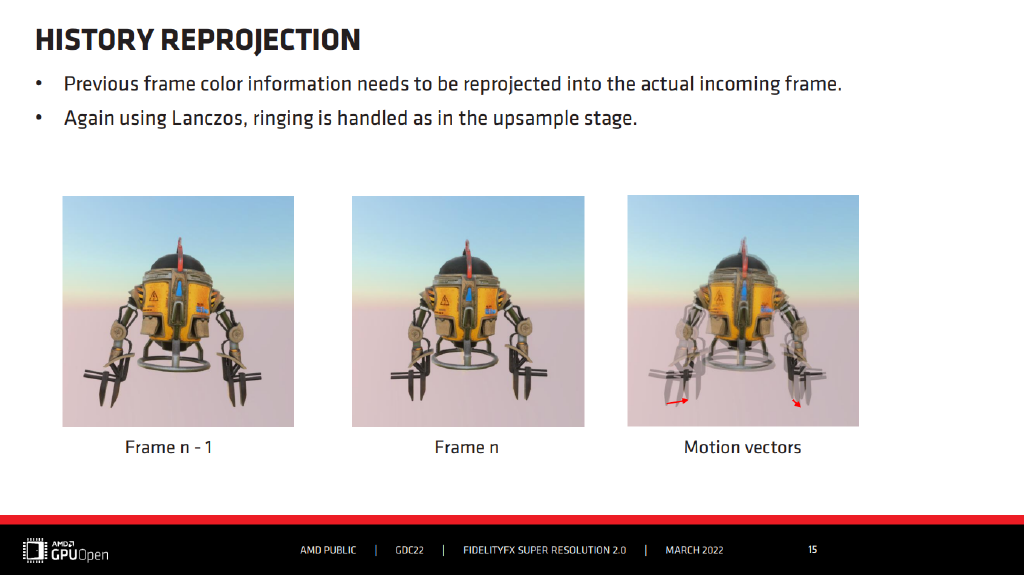 HISTORY REPROJECTION
• Previous frame color information needs to be reprojected into the actual incoming frame.
• Again using Lanczos, ringing is handled as in the upsample stage.
Frame n - 1
Frame n
Motion vectors
AMD
GPUOpen
AMD PUBLIC | GDC22 | FIDELITYFX SUPER RESOLUTION 2.0 | MARCH 2022
15